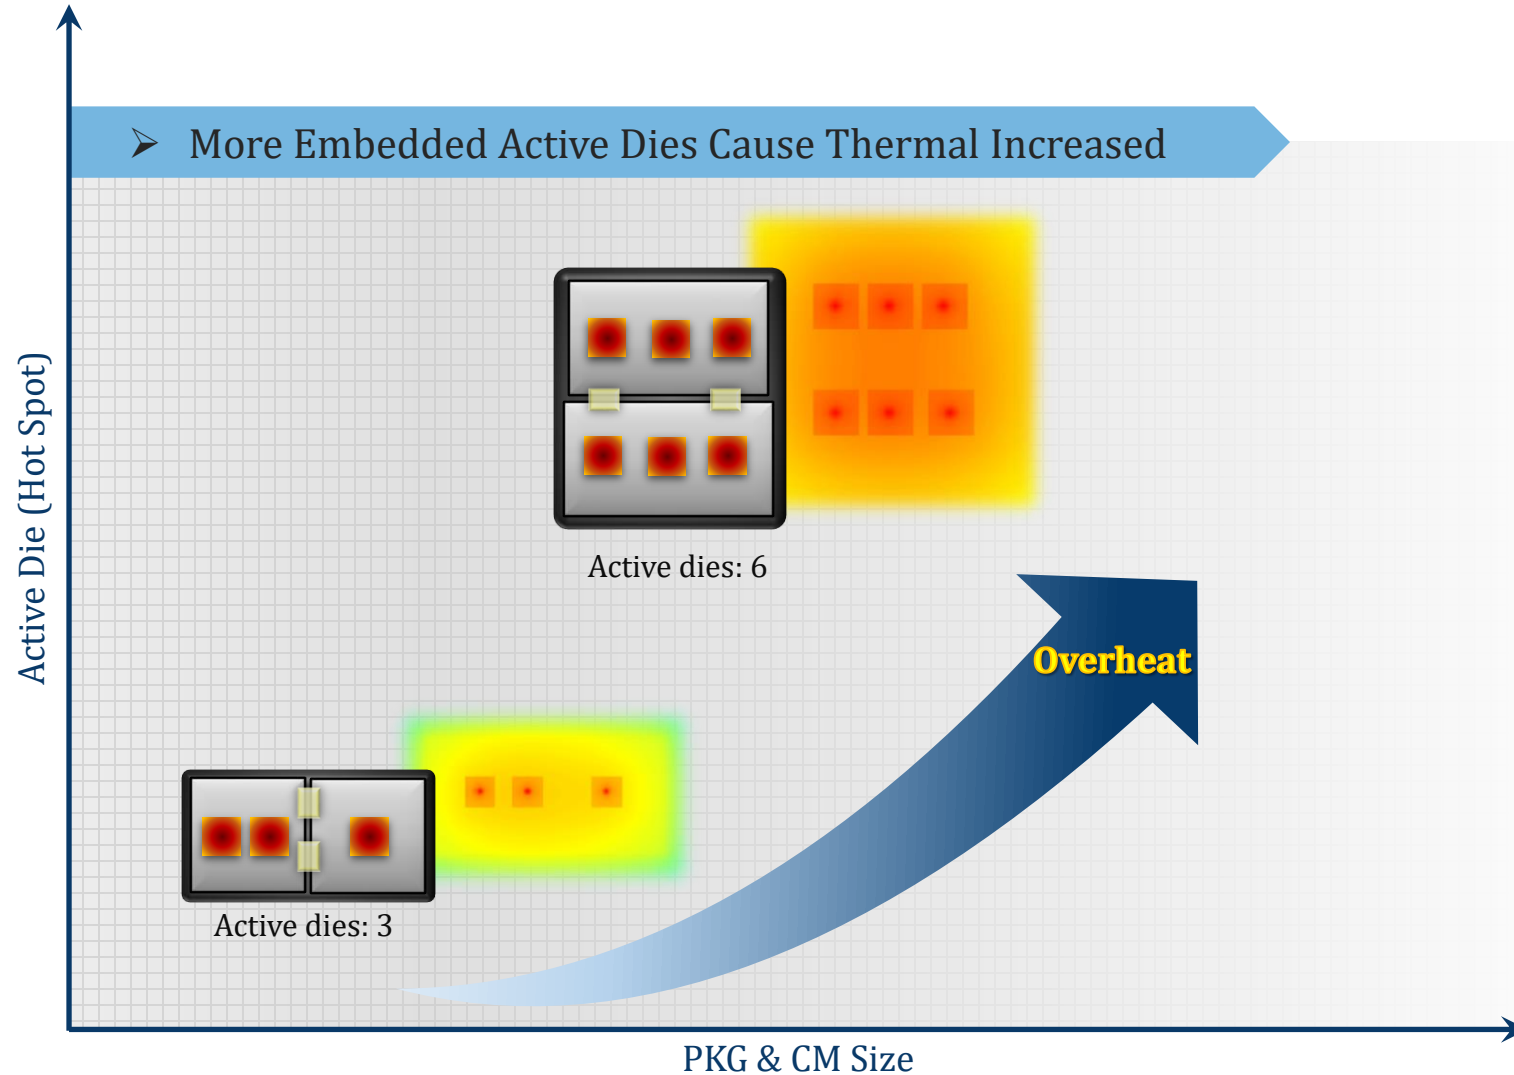 More Embedded Active Dies Cause Thermal Increased
Active Die (Hot Spot)
Active dies: 6
Overheat
Active dies: 3
PKG & CM Size